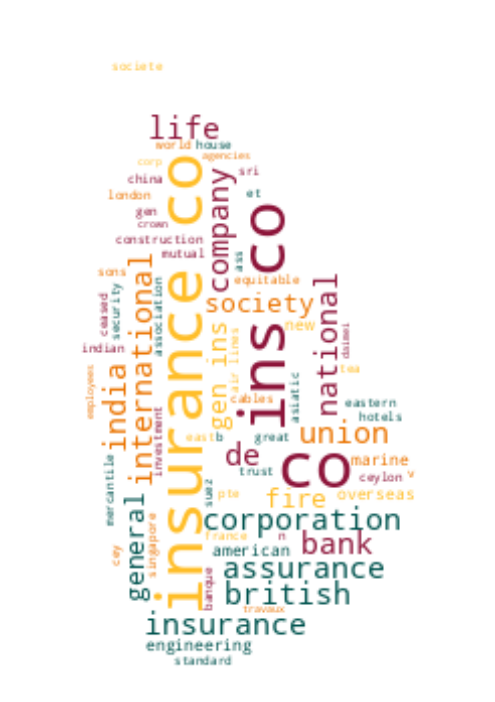 societe
life
world
house
corp
agencies
china
sri
london
et
gen
crown
construction
mutual
insurance co
company
ins co
ass
sons
equitable
society
ceased
security
association
international
national
gen ins
new
air lines
indian
daimei
employees
india
tea
cables
asiatic
eastern
hotels
investment
east
b
great
union
de
trust
co
marine
ceylon
v
mercantile
suez
pte
fire
overseas
general
corporation
singapore
france
n
american
bank
cey
banque
assurance
british
travaux
insurance
engineering
standard